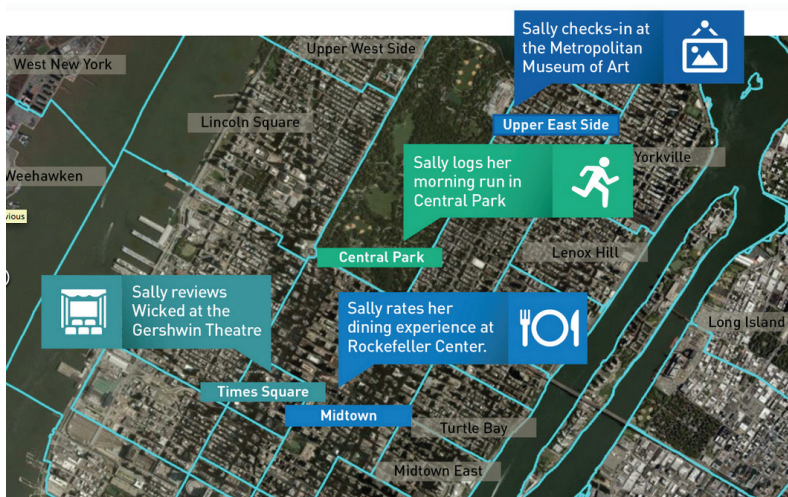 Sally checks-in at
the Metropolitan
Museum of Art
Upper West Side
West New York
Lincoln Square
Upper East Side
Yorkville
Sally logs her
morning run in
Central Park
Weehawken
vious
Central Park
Lenox Hill
Sally reviews
Wicked at the
Gershwin Theatre
Sally rates her
dining experience at
Rockefeller Center.
Long Island
Times Square
Midtown
Turtle Bay
Midtown East